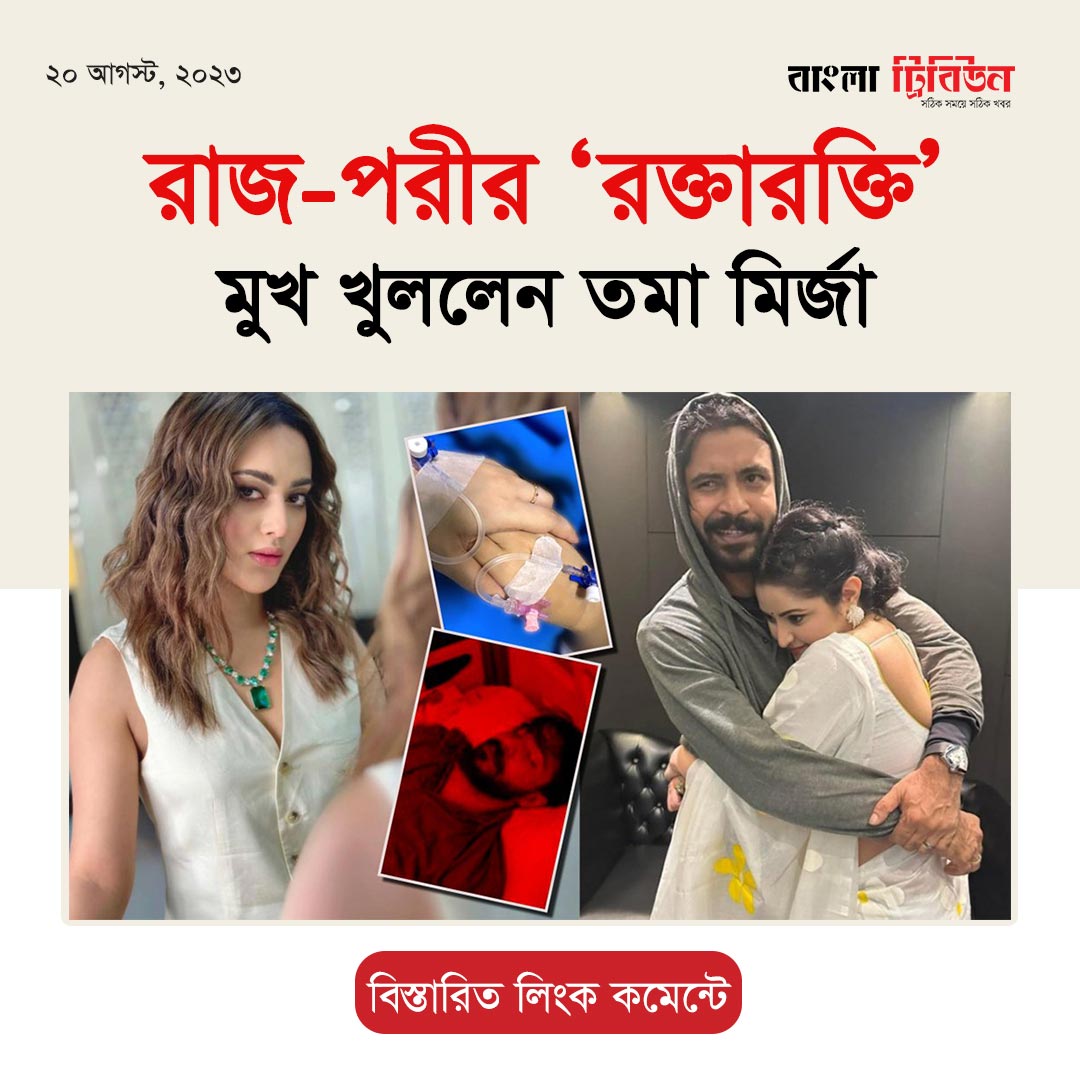 ২০ আগস্ট, ২০২৩
বাংলা ট্রিবিউন
সঠিক সময়ে সঠিক খবর
রাজ-পরীর ‘রক্তারক্তি’
মুখ খুললেন তমা মির্জা
বিস্তারিত লিংক কমেন্টে